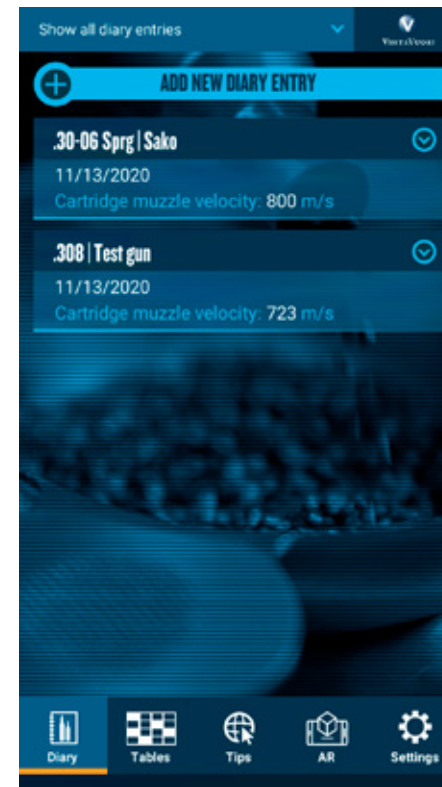 Show all diary entries
VIHTAVUORI
ADD NEW DIARY ENTRY
.30-06 Sprg | Sako
11/13/2020
Cartridge muzzle velocity: 800 m/s
.308 | Test gun
11/13/2020
Cartridge muzzle velocity: 723 m/s
Diary
Tables
Tips
AR
Settings